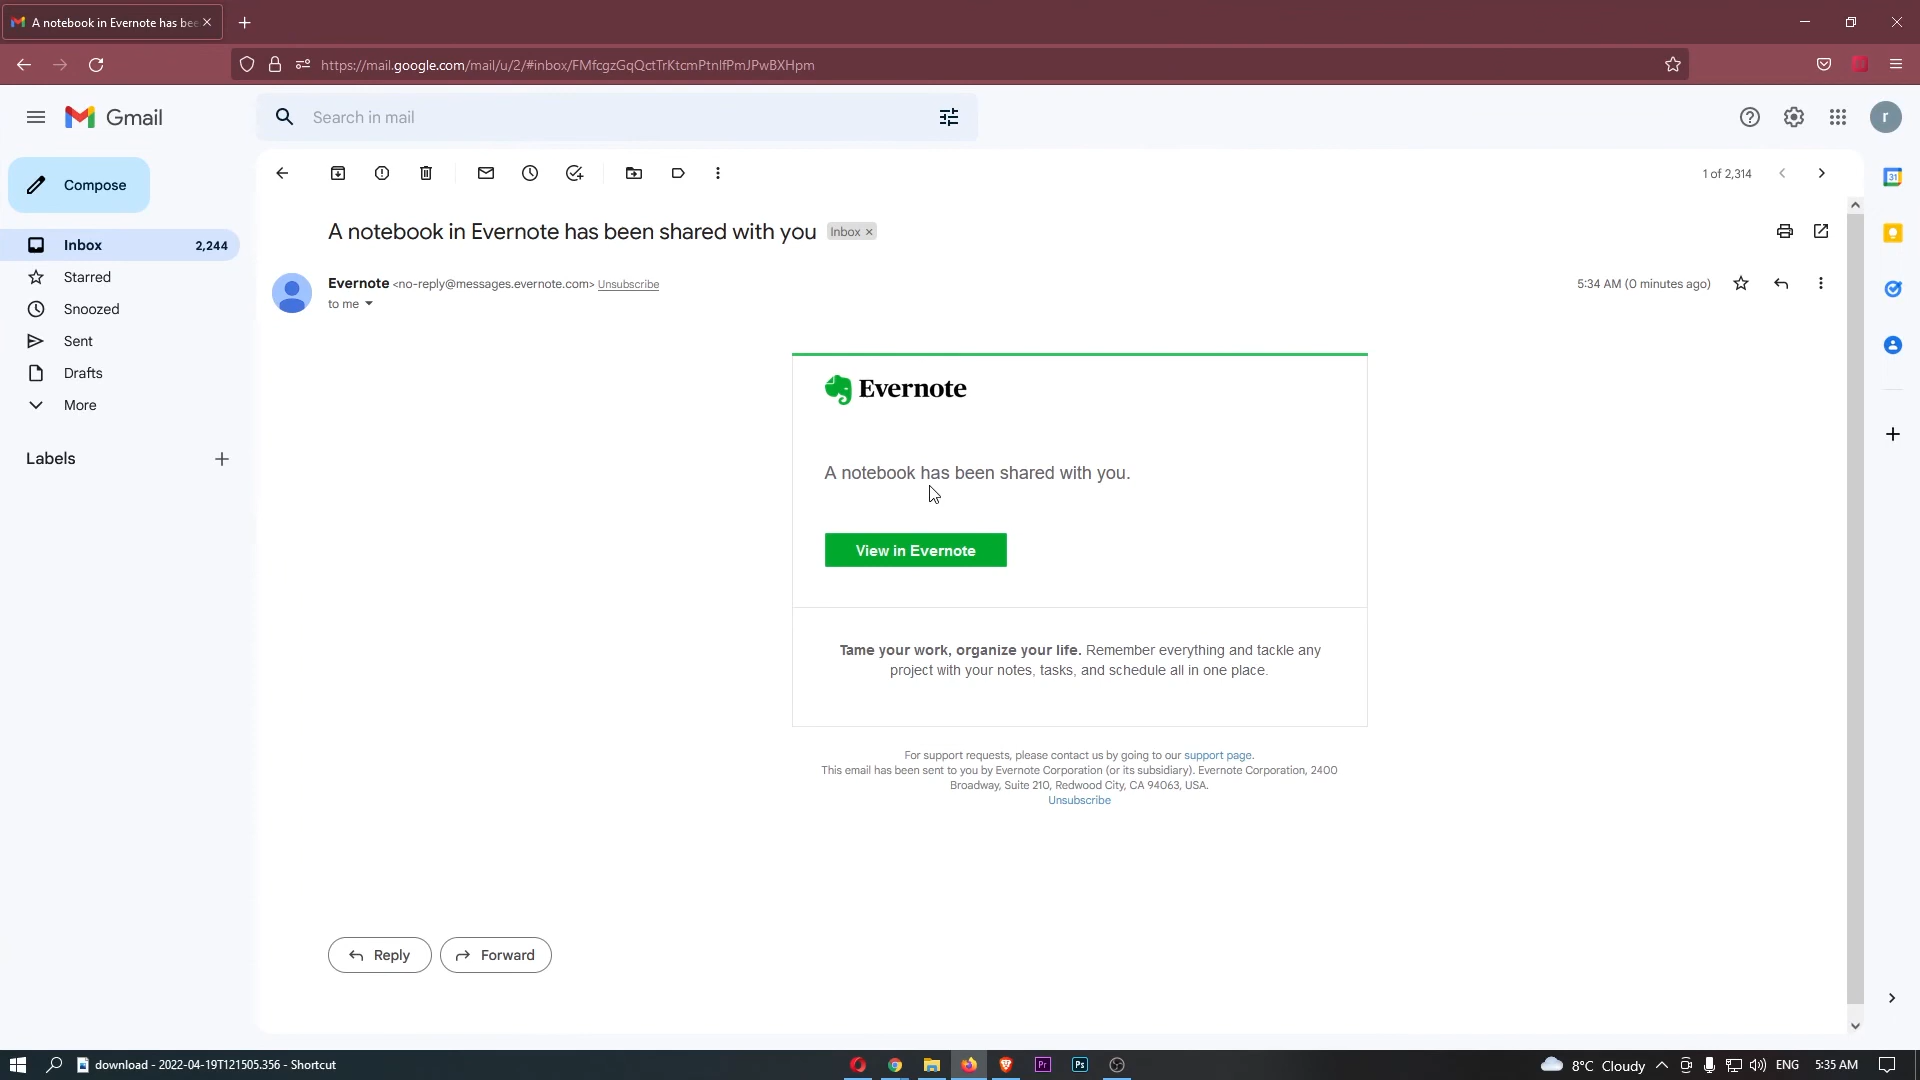 A notebook in Evernote has bee
https://mail.google.com/mail/u/2/#inbox/FMfcgzGqQctTrKtcmPtnlfPmJPwBXHpm
Gmail
Search in mail
r
Compose
1 of 2,314
31
A notebook in Evernote has been shared with you Inbox ×
Inbox 2,244
Starred
Snoozed
Sent
Drafts
More
Labels
Evernote <no-reply@messages.evernote.com> Unsubscribe
5:34 AM (0 minutes ago)
to me
Evernote
A notebook has been shared with you.
View in Evernote
Tame your work, organize your life. Remember everything and tackle any
project with your notes, tasks, and schedule all in one place.
For support requests, please contact us by going to our support page.
This email has been sent to you by Evernote Corporation (or its subsidiary). Evernote Corporation, 2400
Broadway, Suite 210, Redwood City, CA 94063, USA.
Unsubscribe
Reply
Forward
download - 2022-04-19T121505.356 - Shortcut
Pr
Ps
8°C Cloudy
ENG
5:35 AM